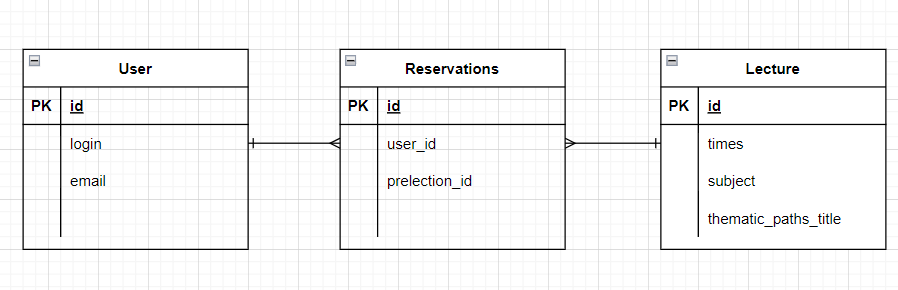 User
PK id
login
email
Reservations
PK id
user_id
prelection_id
Lecture
PK id
times
subject
thematic_paths_title